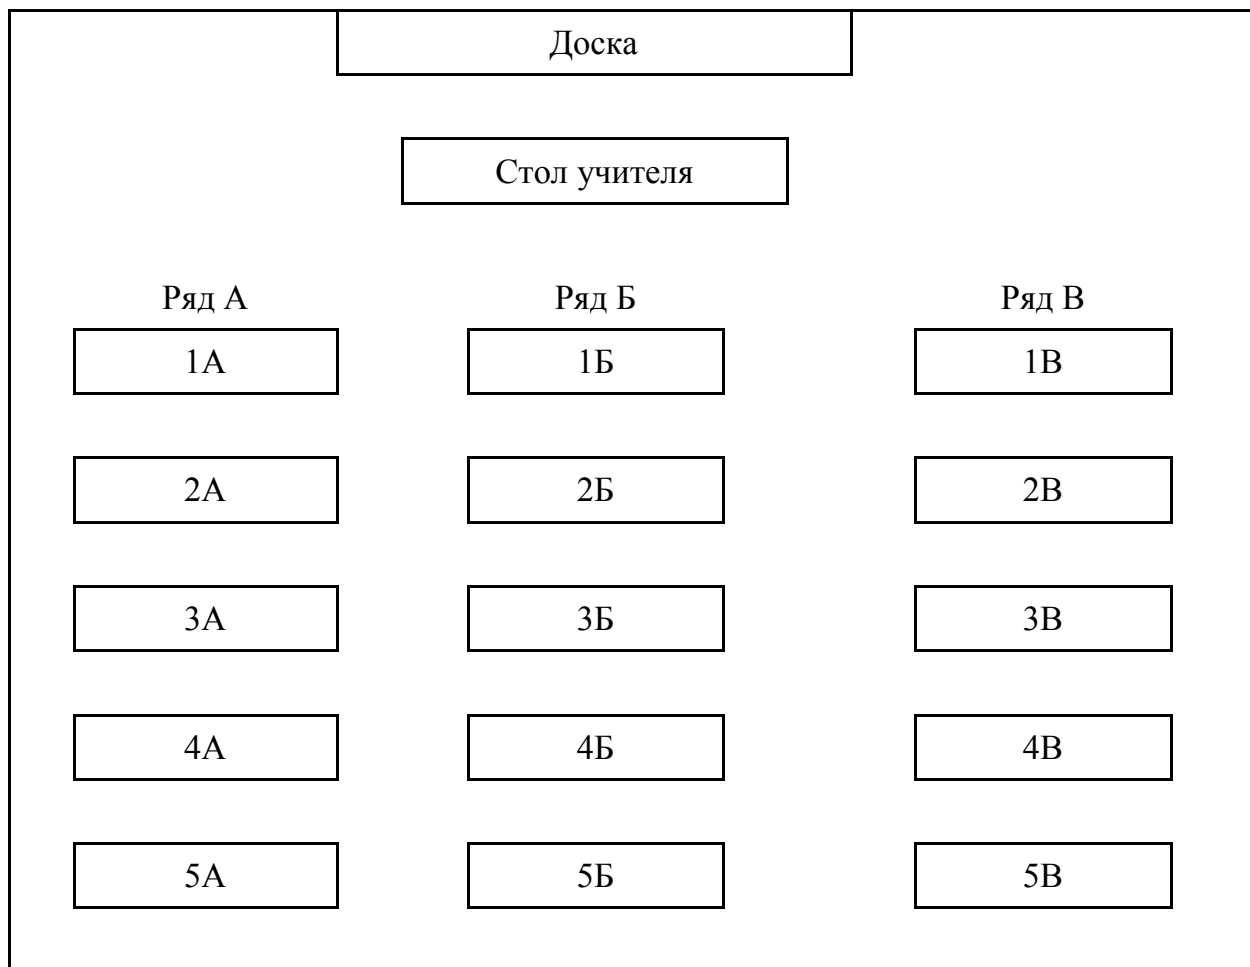 Доска
Стол учителя
Ряд А Ряд Б Ряд В
1А 1Б 1В
2А 2Б 2В
3А 3Б 3В
4А 4Б 4В
5А 5Б 5В